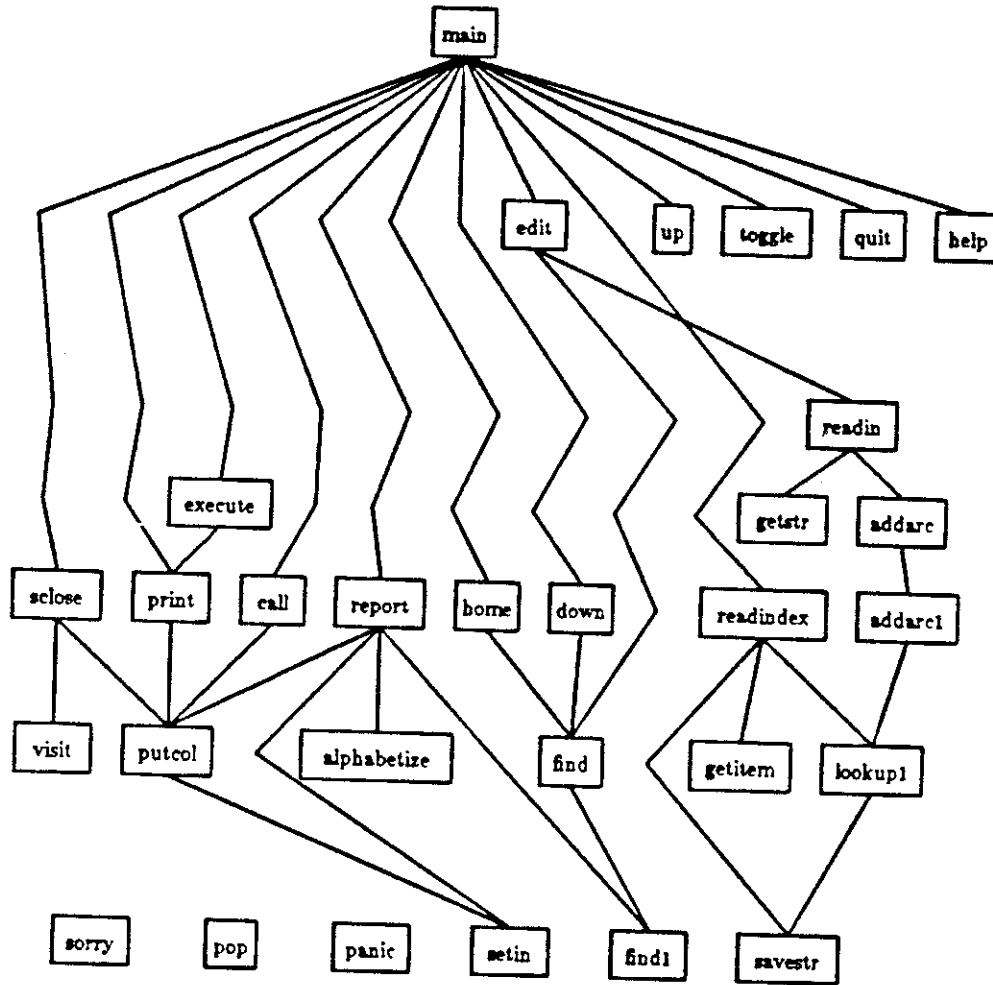 main
edit
up
toggle
quit
help
readin
execute
getstr
addarc
sclose
print
call
report
home
down
readindex
addarc1
visit
putcol
alphabetize
find
getitem
lookup1
sorry
pop
panic
setin
find1
savestr